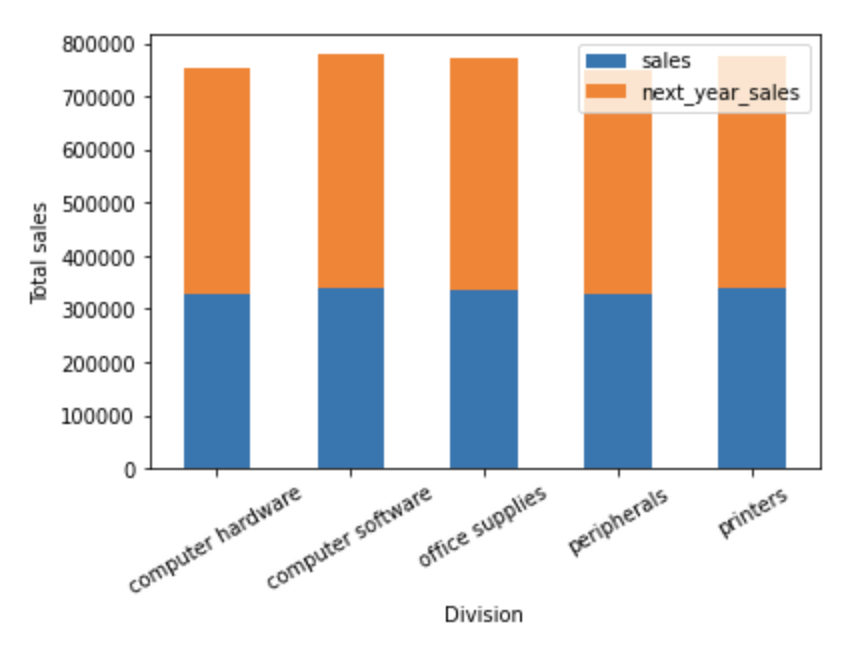 800000
700000
600000
500000
400000
300000
200000
100000
0
Total sales
sales
next_year_sales
computer hardware
computer software
office supplies
peripherals
printers
Division